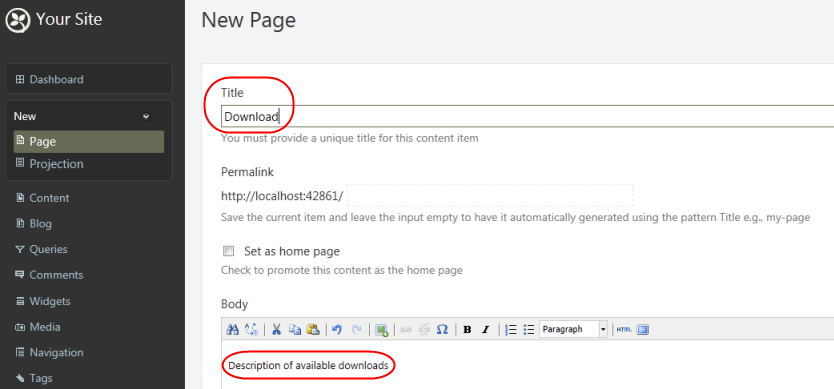 Your Site
Dashboard
New
Page
Projection
Content
Blog
Queries
Comments
Widgets
Media
Navigation
Tags
New Page
Title
Download
You must provide a unique title for this content item
Permalink
http://localhost:42861/
Save the current item and leave the input empty to have it automatically generated using the pattern Title e.g., my-page
Set as home page
Check to promote this content as the home page
Body
B I Paragraph HTML
Description of available downloads